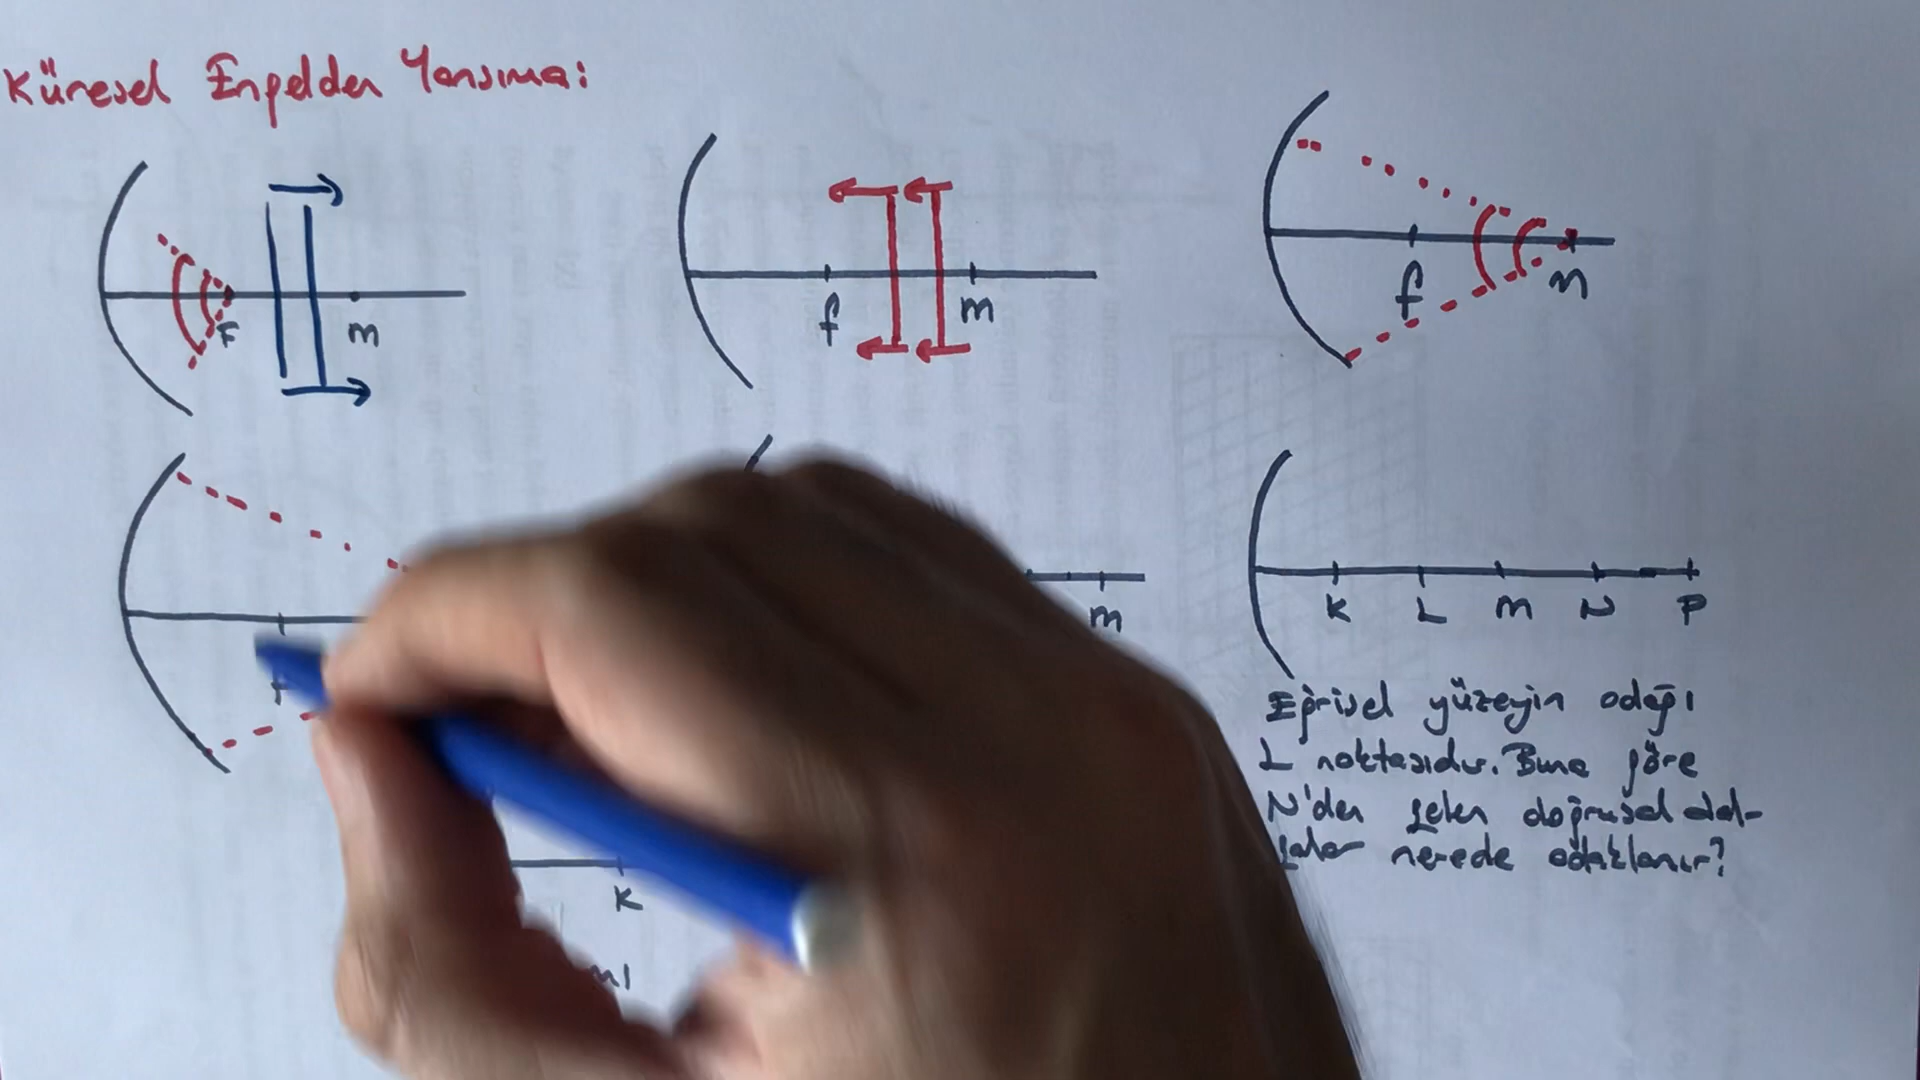 Küresel Engelden Yansıma:
F m
f m
f m
m
K L m N P
K
Eğrisel yüzeyin odağı
L noktasıdır. Buna göre
N'den gelen doğrusal dal-
galar nerede odaklanır?